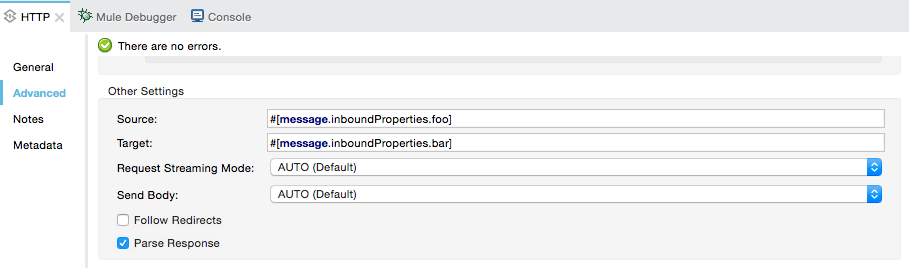 HTTP Mule Debugger Console
There are no errors.
General
Advanced
Notes
Metadata
Other Settings
Source: #[message.inboundProperties.foo]
Target: #[message.inboundProperties.bar]
Request Streaming Mode: AUTO (Default)
Send Body: AUTO (Default)
Follow Redirects
Parse Response